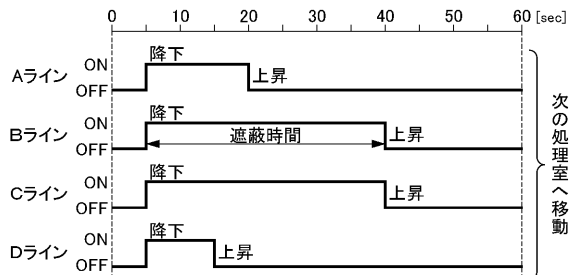 0 10 20 30 40 50 60 [sec]
Aライン ON 降下 上昇
OFF
Bライン ON 降下 遮蔽時間 上昇
OFF
Cライン ON 降下 上昇
OFF
Dライン ON 降下 上昇
OFF
次の処理室へ移動